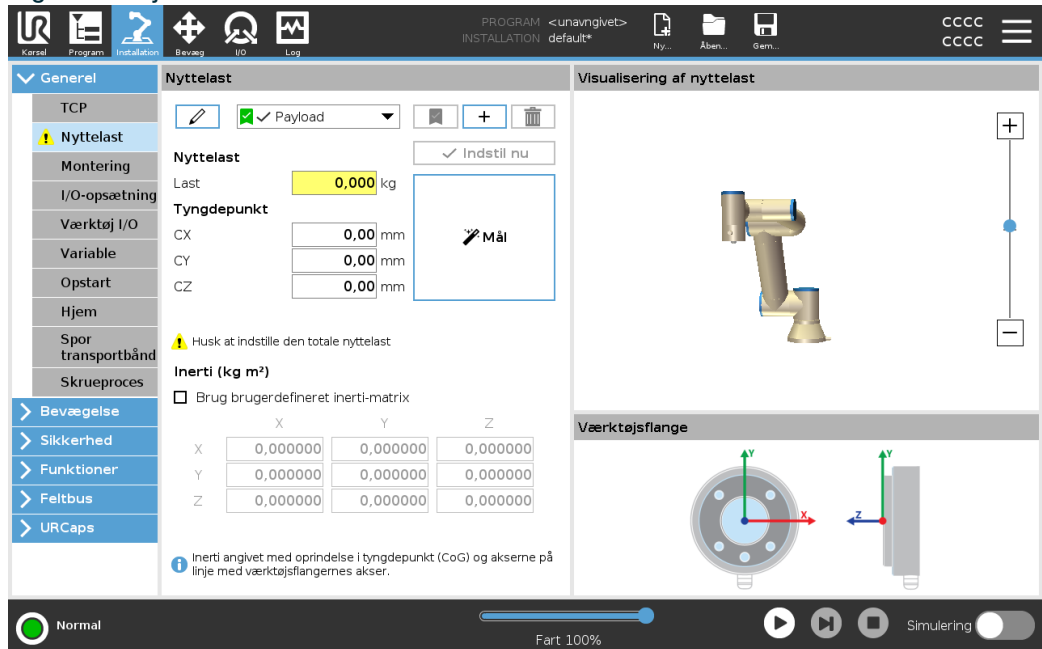 UR
Kørsel
Program
Installation
Bevæg
I/O
Log
PROGRAM <unavngivet>
INSTALLATION default*
Ny...
Åben...
Gem...
cccc
cccc
Generel
TCP
Nyttelast
Montering
I/O-opsætning
Værktøj I/O
Variable
Opstart
Hjem
Spor
transportbånd
Skrueproces
Bevægelse
Sikkerhed
Funktioner
Feltbus
URCaps
Nyttelast
Payload
Indstil nu
Nyttelast
Last 0,000 kg
Tyngdepunkt
CX 0,00 mm
CY 0,00 mm
CZ 0,00 mm
Mål
Husk at indstille den totale nyttelast
Inerti (kg m²)
Brug brugerdefineret inerti-matrix
X Y Z
X 0,000000 0,000000 0,000000
Y 0,000000 0,000000 0,000000
Z 0,000000 0,000000 0,000000
Inerti angivet med oprindelse i tyngdepunkt (CoG) og akserne på
linje med værktøjsflangernes akser.
Visualisering af nyttelast
Værktøjsflange
Y
X
Y
Z
Normal
Fart 100%
Simulering